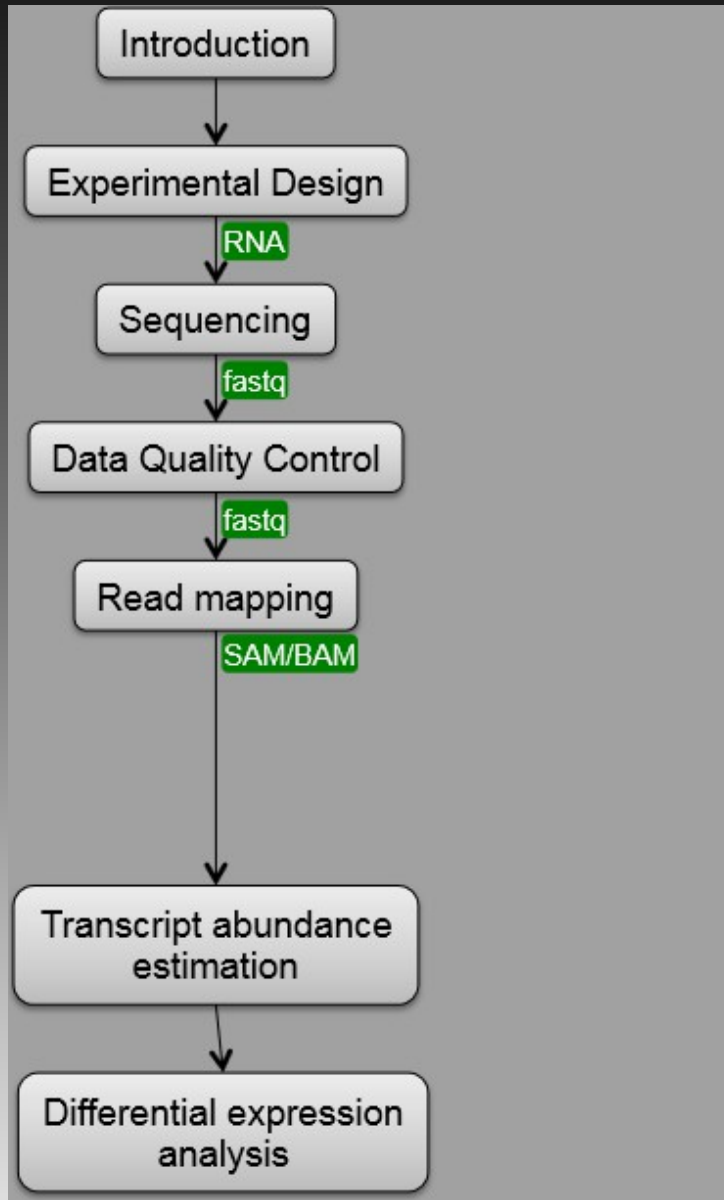 Introduction
Experimental Design
RNA
Sequencing
fastq
Data Quality Control
fastq
Read mapping
SAM/BAM
Transcript abundance
estimation
Differential expression
analysis